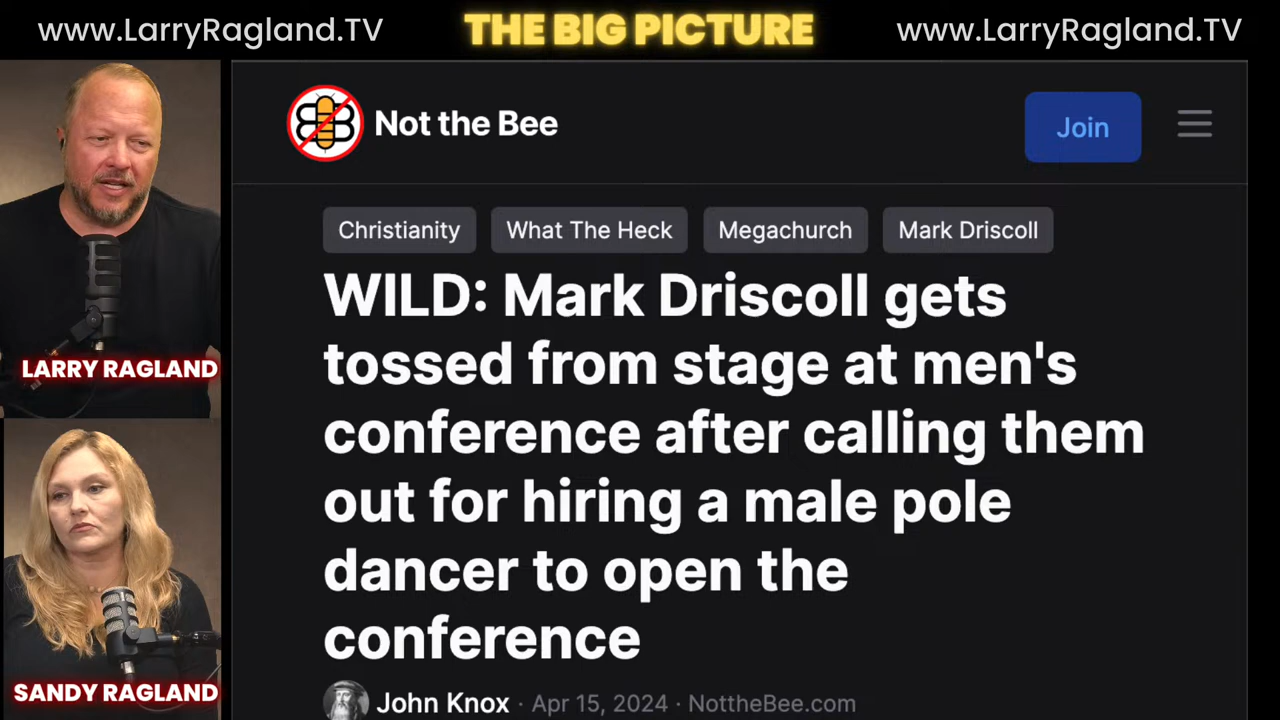 www.LarryRagland.TV
THE BIG PICTURE
www.LarryRagland.TV
Not the Bee
Join
Christianity
What The Heck
Megachurch
Mark Driscoll
WILD: Mark Driscoll gets
tossed from stage at men's
conference after calling them
out for hiring a male pole
dancer to open the
conference
John Knox · Apr 15, 2024 · NottheBee.com
LARRY RAGLAND
SANDY RAGLAND